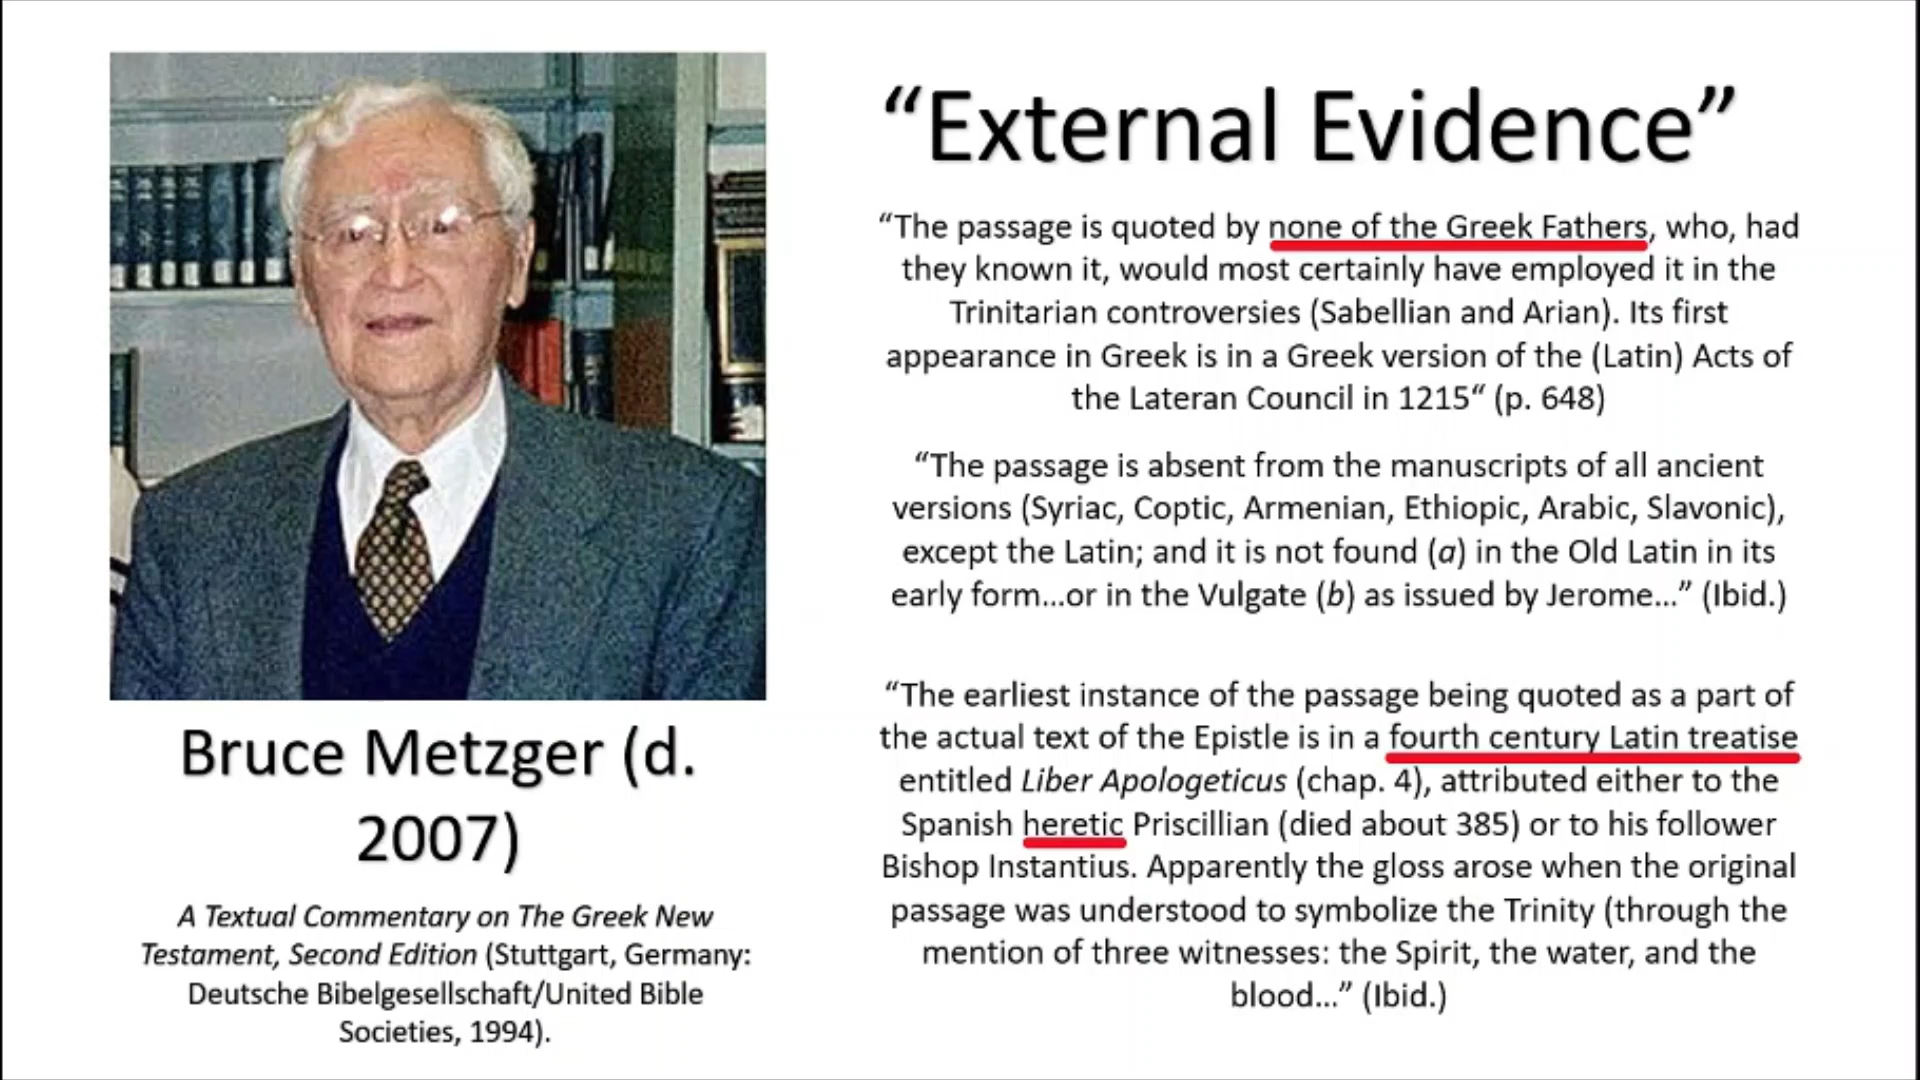 “External Evidence”
“The passage is quoted by none of the Greek Fathers, who, had
they known it, would most certainly have employed it in the
Trinitarian controversies (Sabellian and Arian). Its first
appearance in Greek is in a Greek version of the (Latin) Acts of
the Lateran Council in 1215“ (p. 648)
“The passage is absent from the manuscripts of all ancient
versions (Syriac, Coptic, Armenian, Ethiopic, Arabic, Slavonic),
except the Latin; and it is not found (a) in the Old Latin in its
early form…or in the Vulgate (b) as issued by Jerome…” (Ibid.)
“The earliest instance of the passage being quoted as a part of
the actual text of the Epistle is in a fourth century Latin treatise
entitled Liber Apologeticus (chap. 4), attributed either to the
Spanish heretic Priscillian (died about 385) or to his follower
Bishop Instantius. Apparently the gloss arose when the original
passage was understood to symbolize the Trinity (through the
mention of three witnesses: the Spirit, the water, and the
blood…” (Ibid.)
Bruce Metzger (d.
2007)
A Textual Commentary on The Greek New
Testament, Second Edition (Stuttgart, Germany:
Deutsche Bibelgesellschaft/United Bible
Societies, 1994).